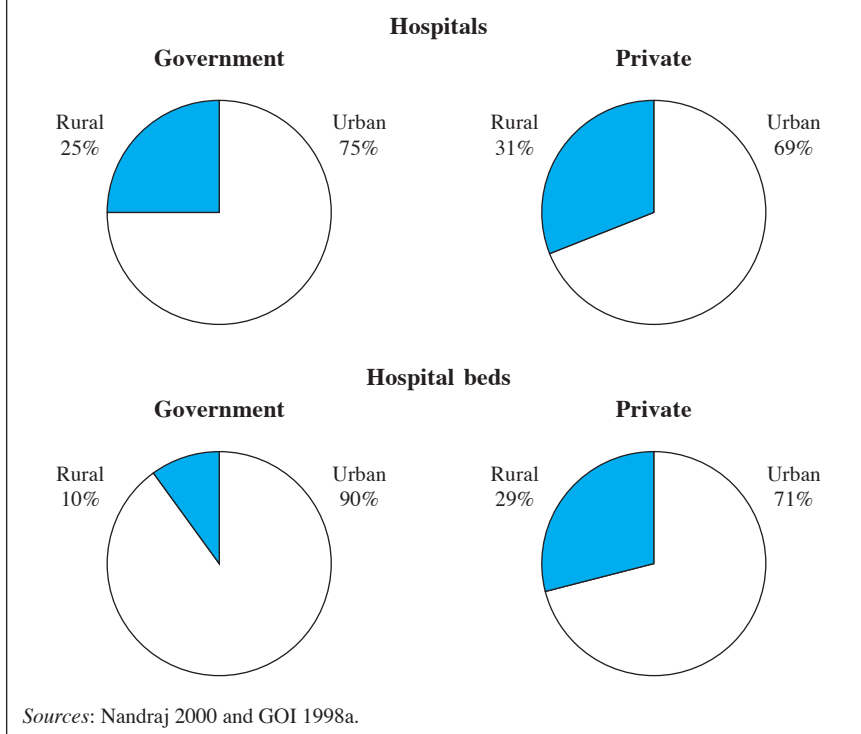 Hospitals
Government
Private
Rural
25%
Urban
75%
Rural
31%
Urban
69%
Hospital beds
Government
Private
Rural
10%
Urban
90%
Rural
29%
Urban
71%
Sources: Nandraj 2000 and GOI 1998a.